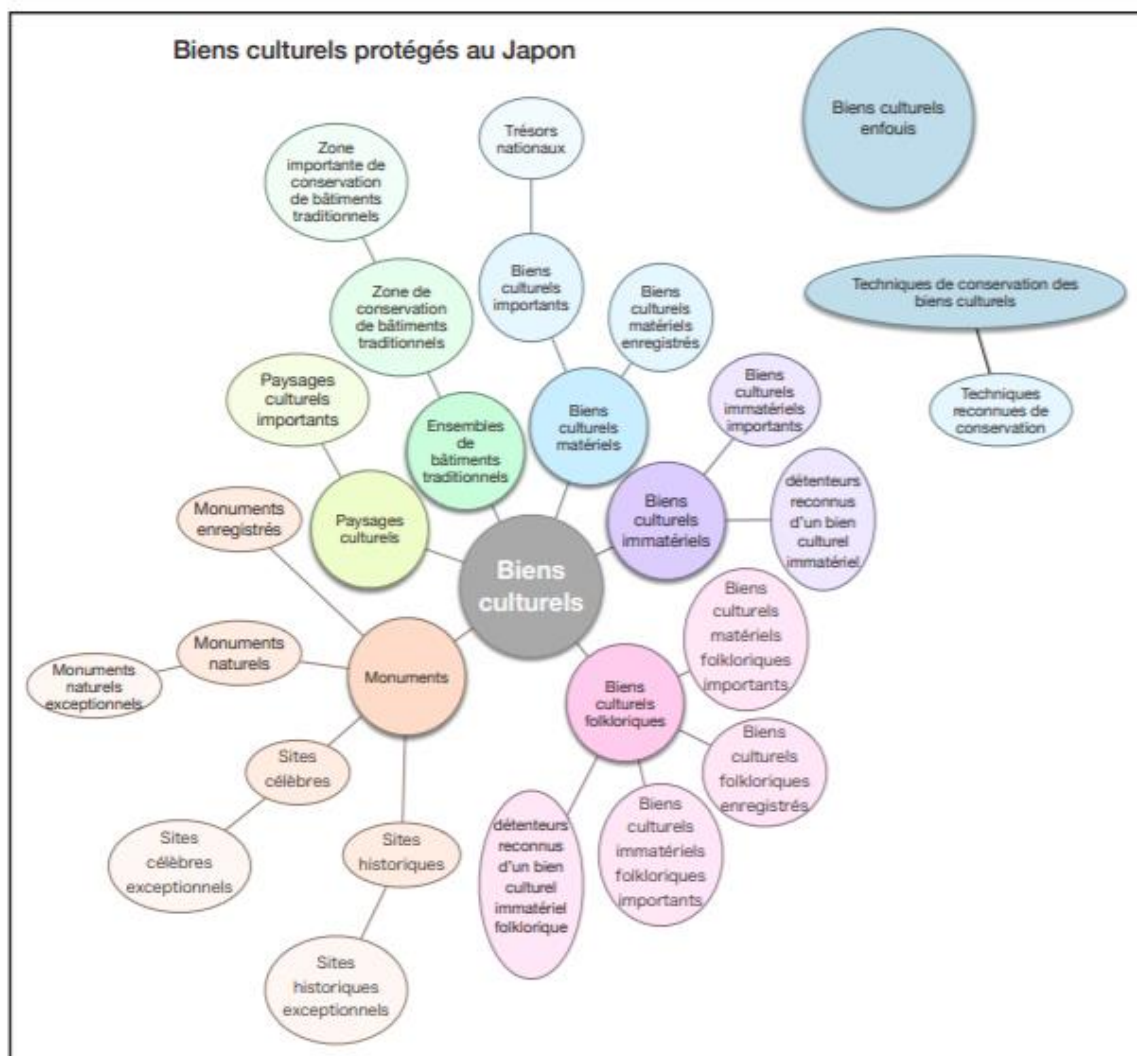 Biens culturels protégés au Japon
Biens culturels
enfouis
Trésors
nationaux
Zone
importante de
conservation
de bâtiments
traditionnels
Biens
culturels
importants
Zone de
conservation
de bâtiments
traditionnels
Biens
culturels
matériels
enregistrés
Techniques de conservation des
biens culturels
Techniques
reconnues de
conservation
Paysages
culturels
importants
Ensembles
de
bâtiments
traditionnels
Biens
culturels
matériels
Biens
culturels
immatériels
importants
Monuments
enregistrés
Paysages
culturels
Biens
culturels
immatériels
détenteurs
reconnus
d'un bien
culturel
immatériel
Biens
culturels
Biens
culturels
matériels
folkloriques
importants
Monuments
naturels
Monuments
naturels
exceptionnels
Monuments
Biens
culturels
folkloriques
Biens
culturels
folkloriques
enregistrés
Sites
célèbres
Sites
célèbres
exceptionnels
Sites
historiques
détenteurs
reconnus
d'un bien
culturel
immatériel
folklorique
Biens
culturels
immatériels
folkloriques
importants
Sites
historiques
exceptionnels